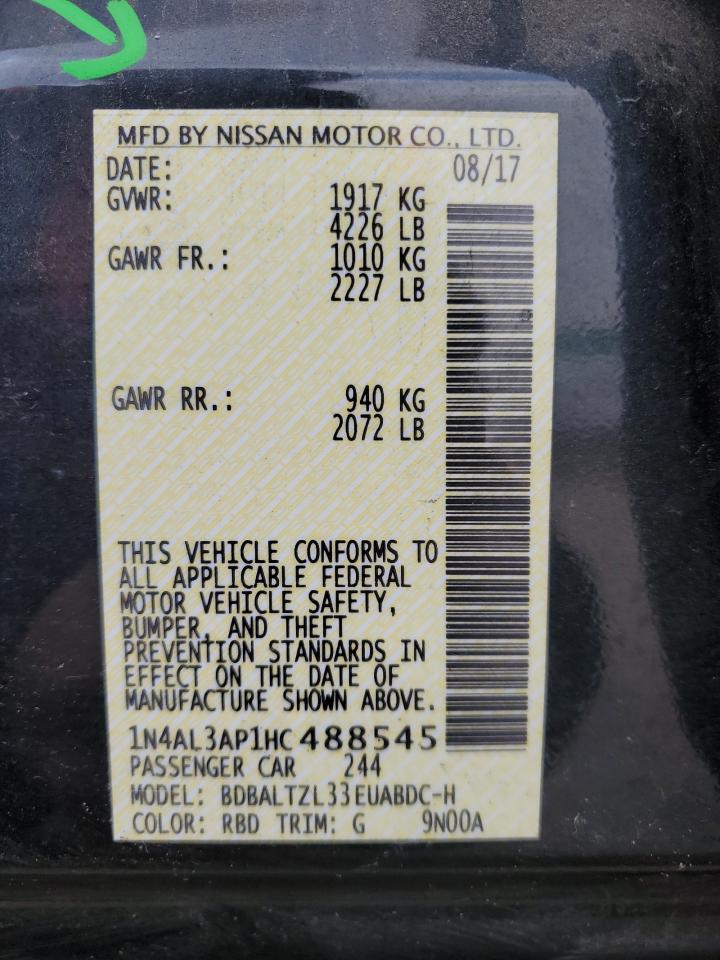 MFD BY NISSAN MOTOR CO., LTD.
DATE: 08/17
GVWR: 1917 KG
4226 LB
GAWR FR.: 1010 KG
2227 LB
GAWR RR.: 940 KG
2072 LB
THIS VEHICLE CONFORMS TO
ALL APPLICABLE FEDERAL
MOTOR VEHICLE SAFETY,
BUMPER, AND THEFT
PREVENTION STANDARDS IN
EFFECT ON THE DATE OF
MANUFACTURE SHOWN ABOVE.
1N4AL3AP1HC488545
PASSENGER CAR 244
MODEL: BDBALTZL33EUABDC-H
COLOR: RBD TRIM: G 9N00A